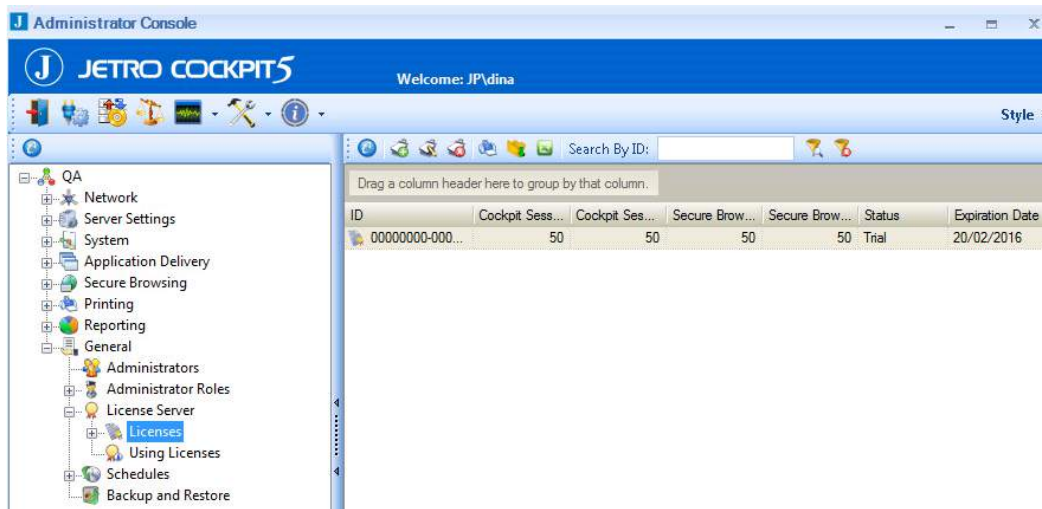 J Administrator Console
J JETRO COCKPIT5 Welcome: JP\dina
Style
Search By ID:
QA
Network
Server Settings
System
Application Delivery
Secure Browsing
Printing
Reporting
General
Administrators
Administrator Roles
License Server
Licenses
Using Licenses
Schedules
Backup and Restore
Drag a column header here to group by that column.
ID Cockpit Sess... Cockpit Ses... Secure Brow... Secure Brow... Status Expiration Date
00000000-000... 50 50 50 50 Trial 20/02/2016